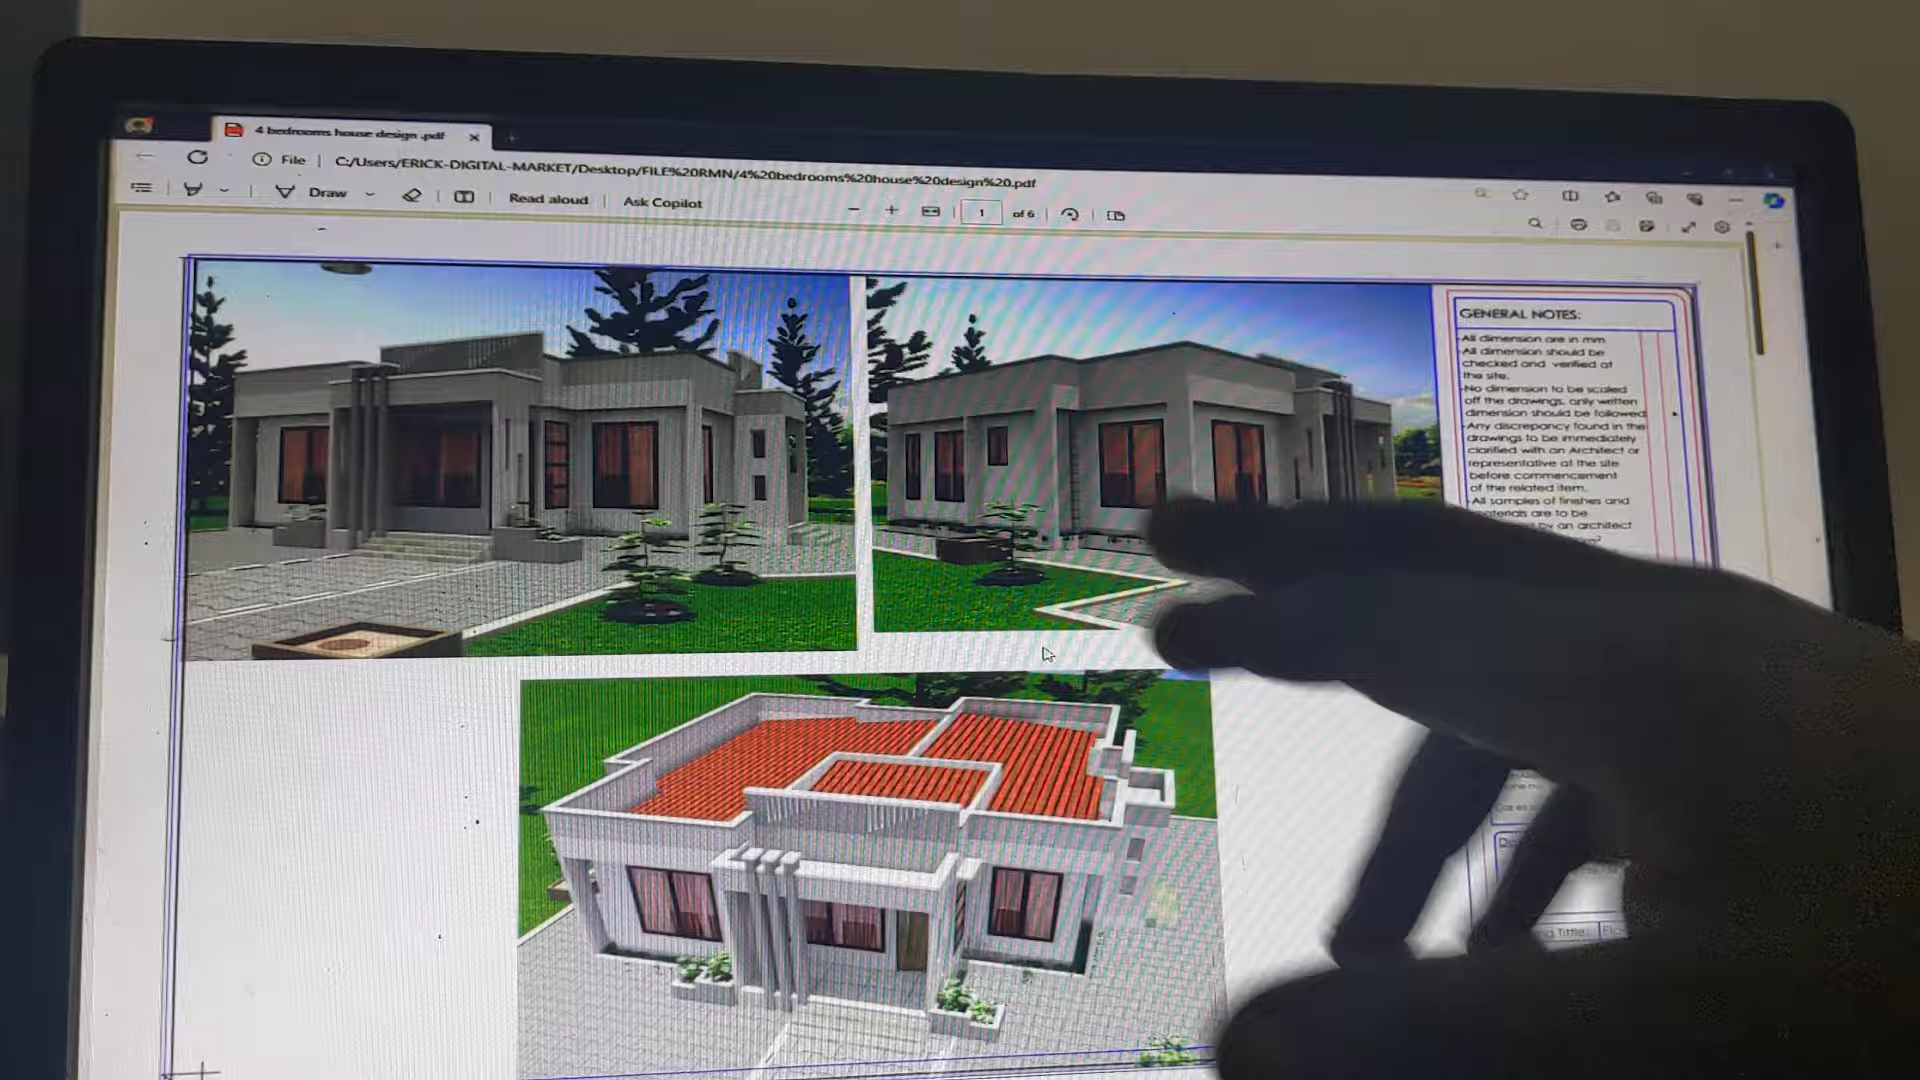 4 bedrooms house design .pdf
File | C:/Users/ERICK-DIGITAL-MARKET/Desktop/FILE%20RMN/4%20bedrooms%20house%20design%20.pdf
Draw
Read aloud
Ask Copilot
1 of 6
GENERAL NOTES:
-All dimension are in mm
-All dimension should be
checked and verified at
the site.
-No dimension to be scaled
off the drawings, only written
dimension should be followed
-Any discrepancy found in the
drawings to be immediately
clarified with an Architect or
representative at the site
before commencement
of the related item.
-All samples of finishes and
are to be
by an architect
Tittle: